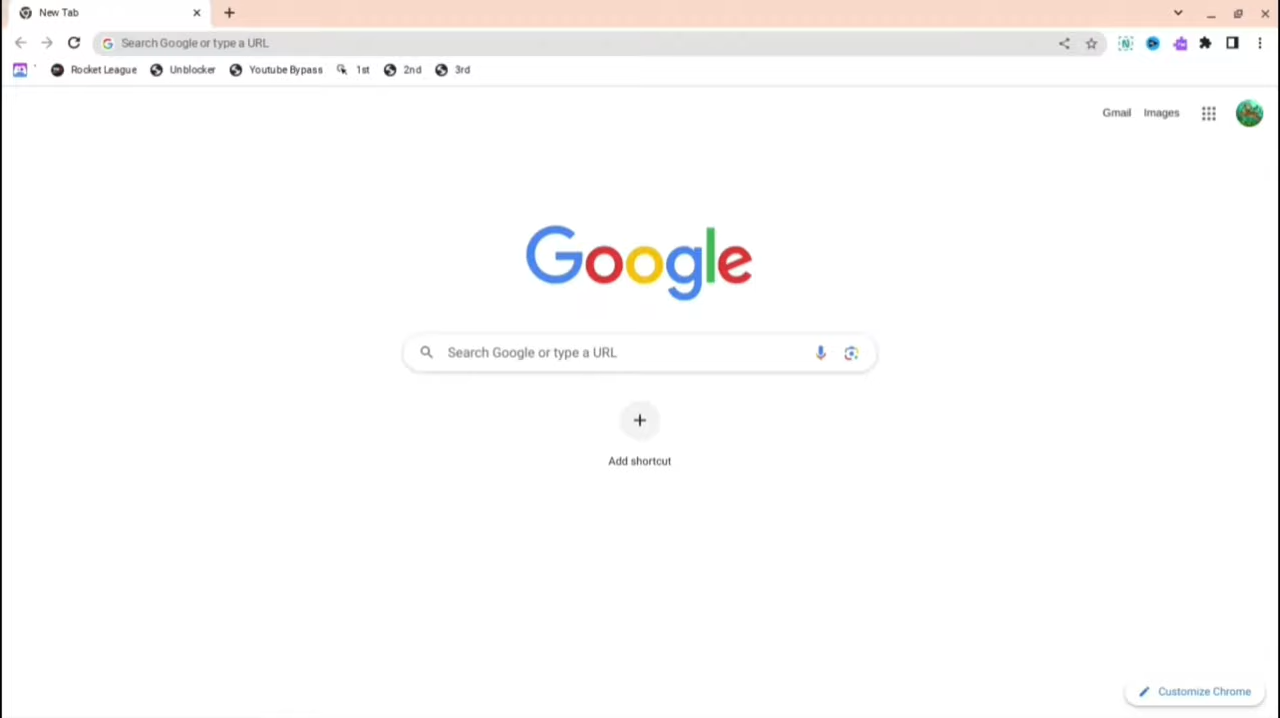 New Tab
Search Google or type a URL
Rocket League Unblocker Youtube Bypass 1st 2nd 3rd
Gmail Images
Google
Search Google or type a URL
Add shortcut
Customize Chrome